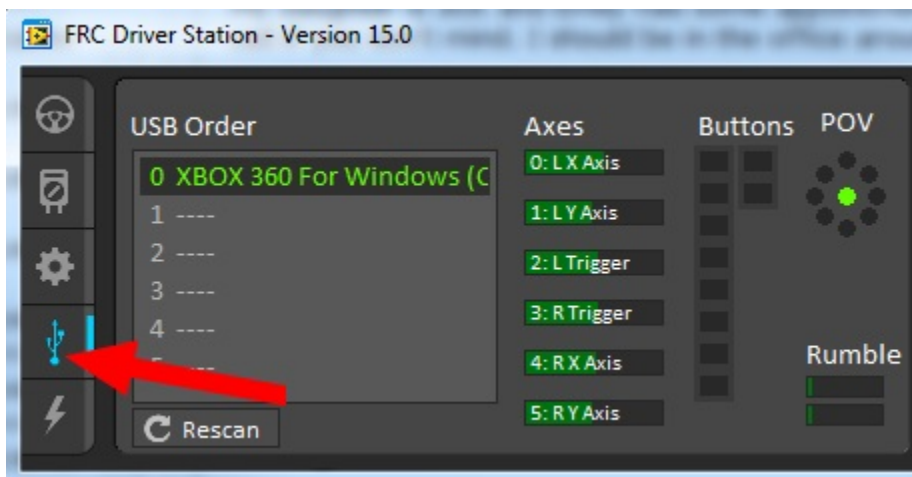 FRC Driver Station - Version 15.0
USB Order
0 XBOX 360 For Windows (C
1 ----
2 ----
3 ----
4 ----
Rescan
Axes
0: L X Axis
1: L Y Axis
2: L Trigger
3: R Trigger
4: R X Axis
5: R Y Axis
Buttons
POV
Rumble